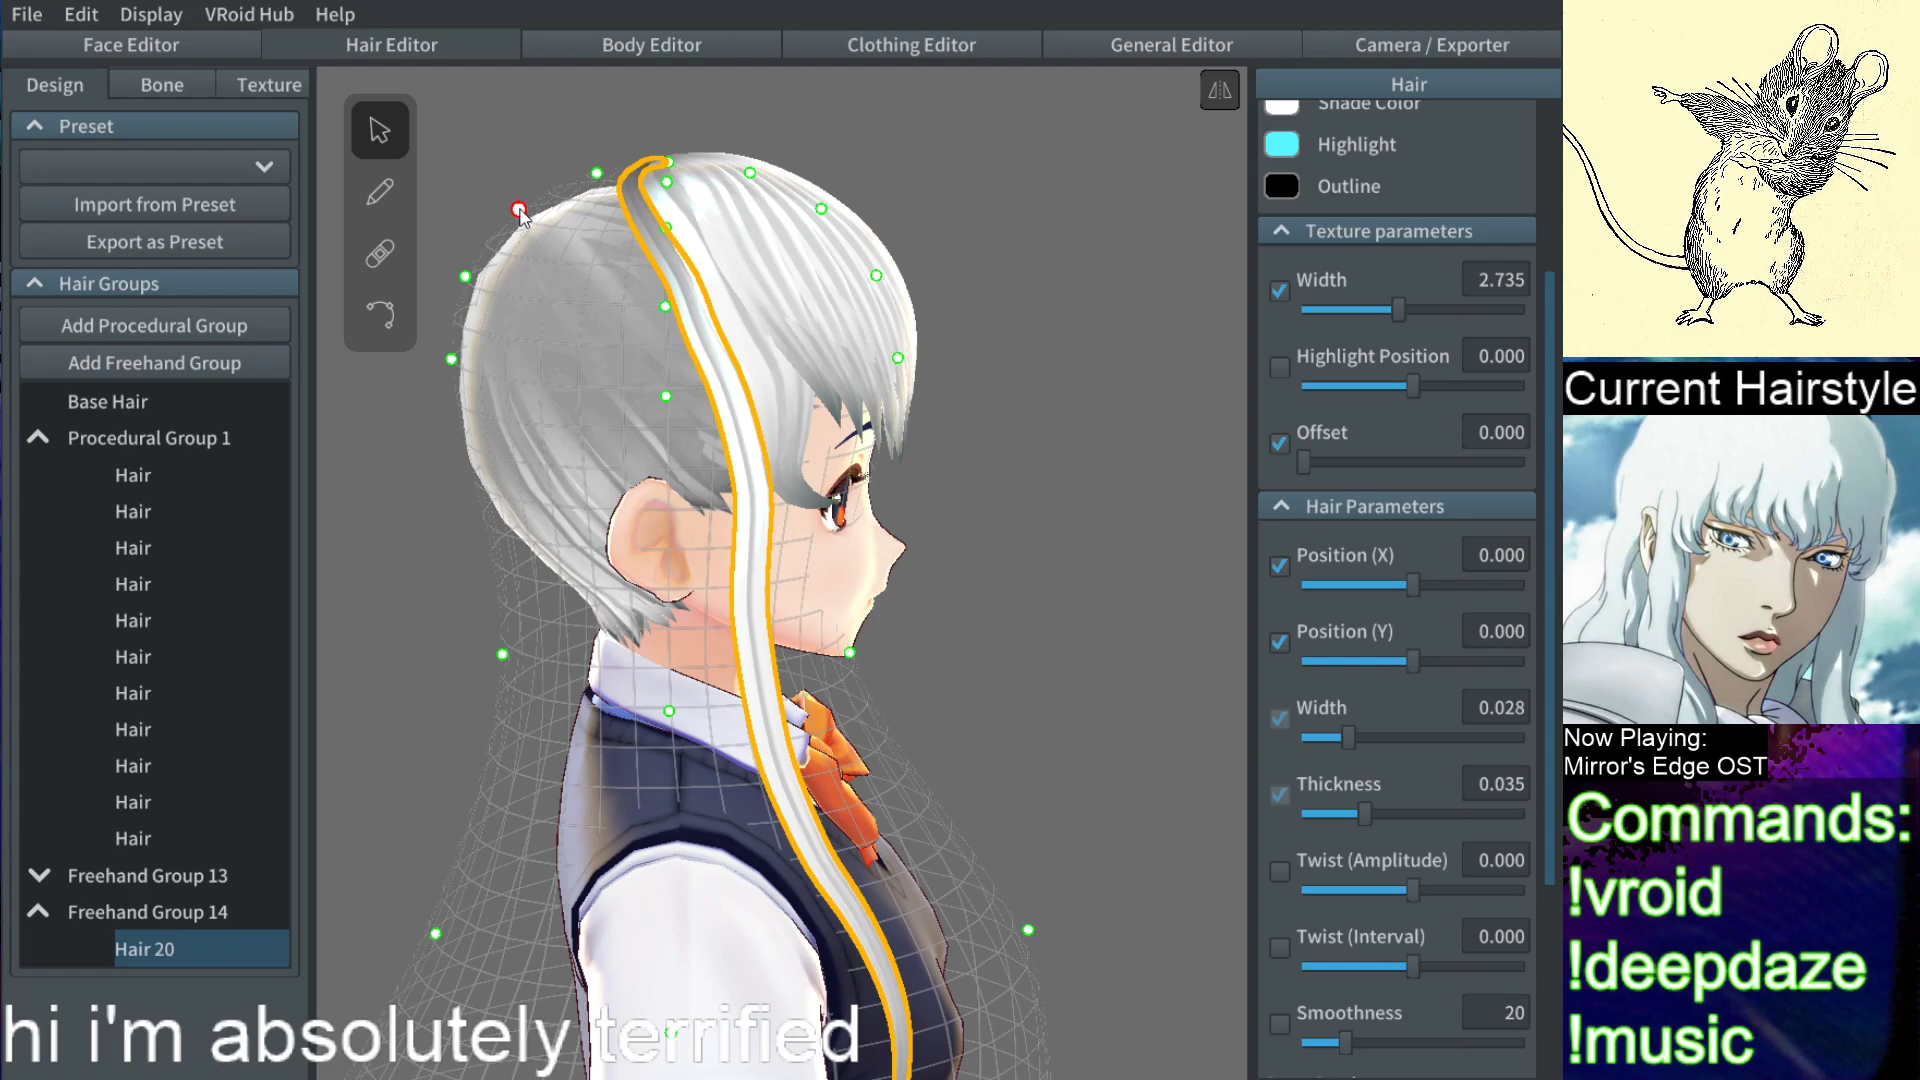 File Edit Display VRoid Hub Help
Face Editor Hair Editor Body Editor Clothing Editor General Editor Camera / Exporter
Design Bone Texture
Preset
Import from Preset
Export as Preset
Hair Groups
Add Procedural Group
Add Freehand Group
Base Hair
Procedural Group 1
Hair
Hair
Hair
Hair
Hair
Hair
Hair
Hair
Hair
Hair
Hair
Freehand Group 13
Freehand Group 14
Hair 20
hi i'm absolutely terrified
Hair
Shade Color
Highlight
Outline
Texture parameters
Width 2.735
Highlight Position 0.000
Offset 0.000
Hair Parameters
Position (X) 0.000
Position (Y) 0.000
Width 0.028
Thickness 0.035
Twist (Amplitude) 0.000
Twist (Interval) 0.000
Smoothness 20
Current Hairstyle
Now Playing:
Mirror's Edge OST
Commands:
!vroid
!deepdaze
!music